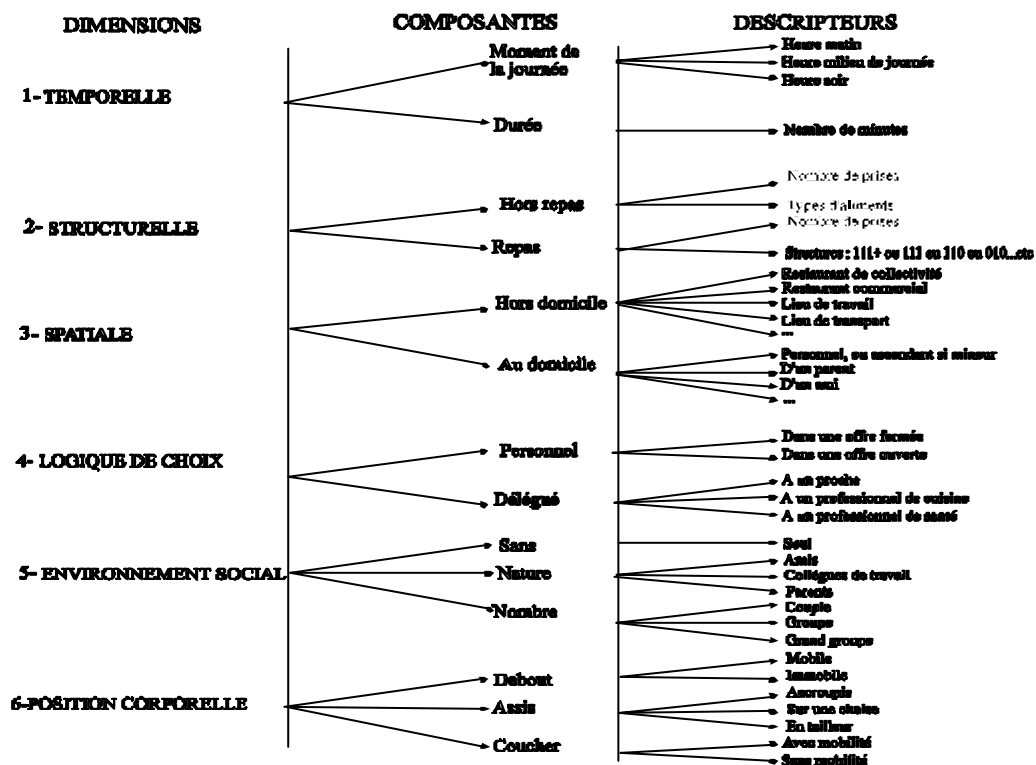 DIMENSIONS
COMPOSANTES
DESCRIPTEURS
1- TEMPORELLE
Moment de
la journée
Heure matin
Heure milieu de journée
Heure soir
Durée
Nombre de minutes
2- STRUCTURELLE
Hors repas
Nombre de prises
Types d'aliments
Repas
Nombre de prises
Structures : 111+ ou 111 ou 110 ou 010...etc
3- SPATIALE
Hors domicile
Restaurant de collectivité
Restaurant commercial
Lieu de travail
Lieu de transport
...
Au domicile
Personnel, ou ascendant si mineur
D'un parent
D'un ami
...
4- LOGIQUE DE CHOIX
Personnel
Dans une offre fermée
Dans une offre ouverte
Délégué
A un proche
A un professionnel de cuisine
A un professionnel de santé
5- ENVIRONNEMENT SOCIAL
Sans
Seul
Nature
Amis
Collègues de travail
Parents
Nombre
Couple
Groupe
Grand groupe
6-POSITION CORPORELLE
Debout
Mobile
Immobile
Assis
Accroupis
Sur une chaise
En tailleur
Coucher
Avec mobilité
Sans mobilité